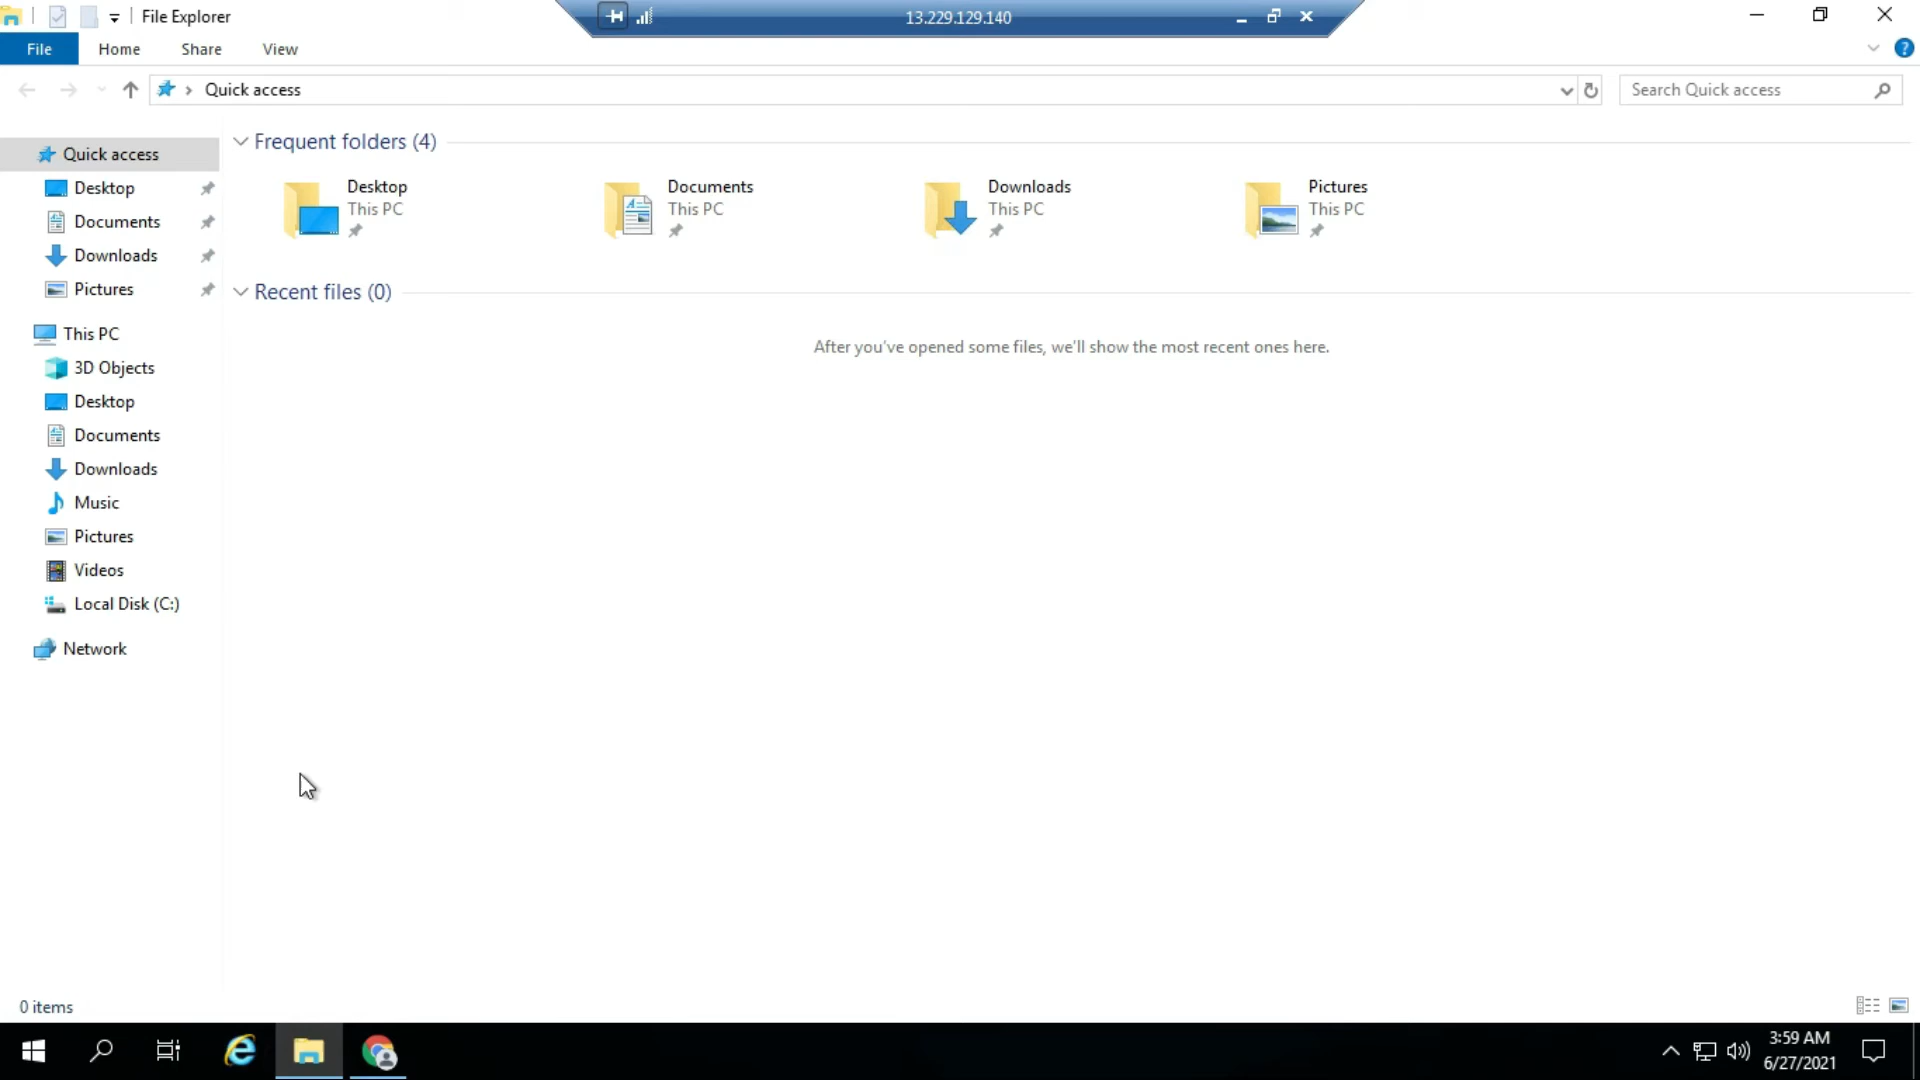 File Explorer
13.229.129.140
File
Home
Share
View
Quick access
Search Quick access
Quick access
Desktop
Documents
Downloads
Pictures
This PC
3D Objects
Desktop
Documents
Downloads
Music
Pictures
Videos
Local Disk (C:)
Network
Frequent folders (4)
Desktop
This PC
Documents
This PC
Downloads
This PC
Pictures
This PC
Recent files (0)
After you've opened some files, we'll show the most recent ones here.
0 items
3:59 AM
6/27/2021